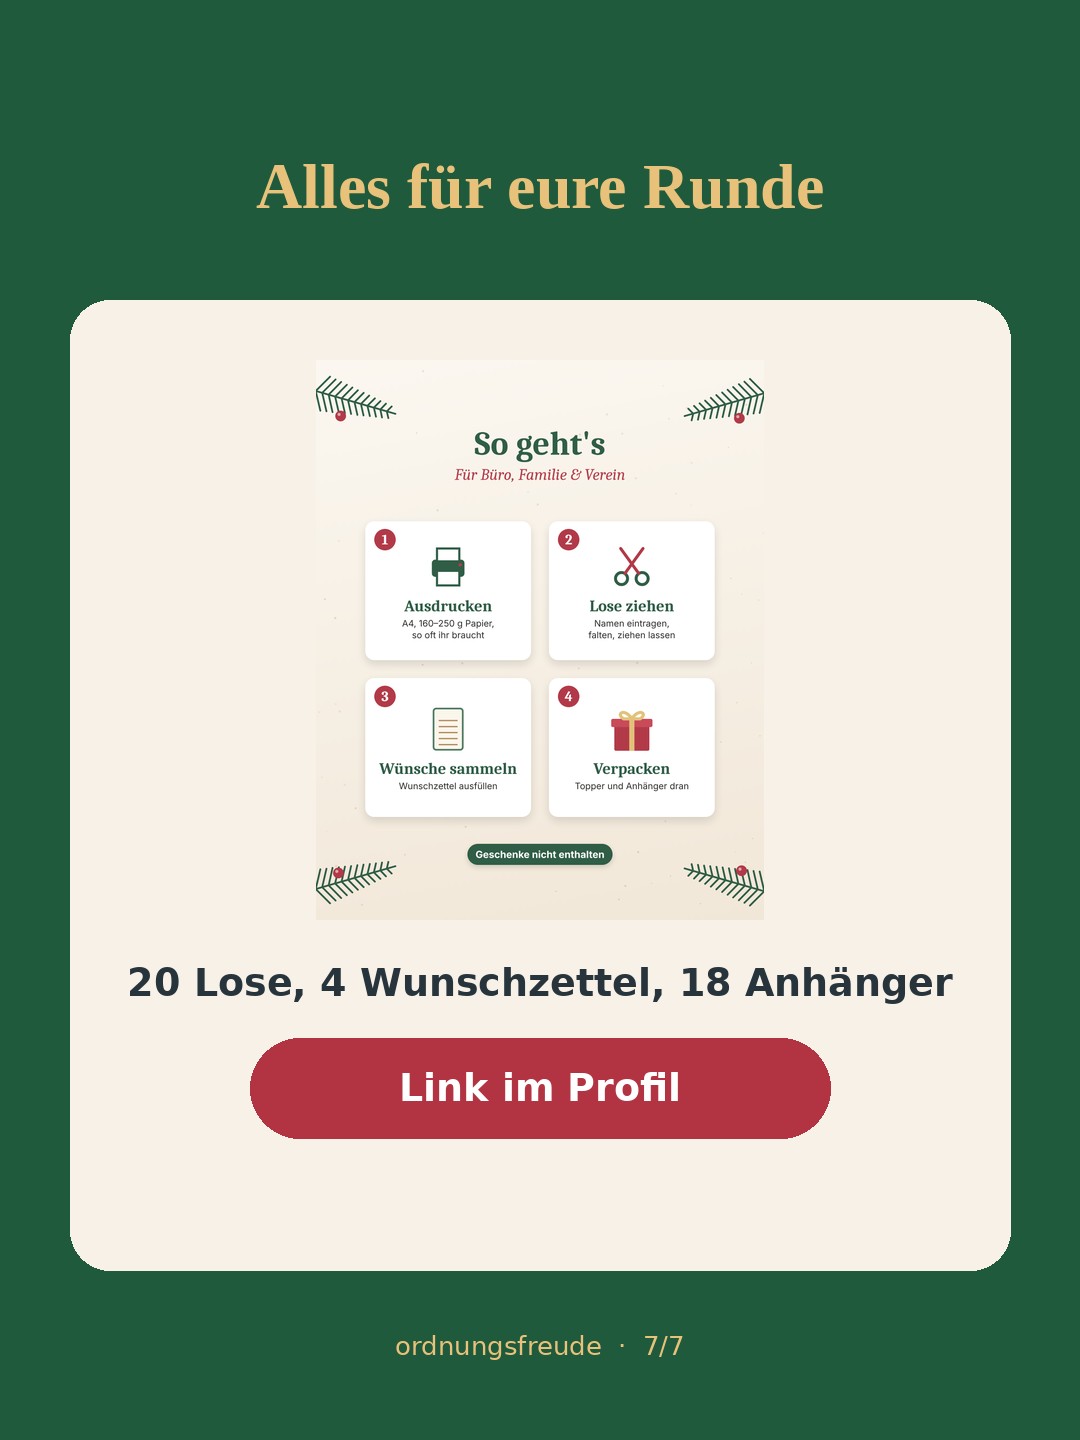 Alles für eure Runde
So geht's
Für Büro, Familie & Verein
1
Ausdrucken
A4, 160–250 g Papier,
so oft ihr braucht
2
Lose ziehen
Namen eintragen,
falten, ziehen lassen
3
Wünsche sammeln
Wunschzettel ausfüllen
4
Verpacken
Topper und Anhänger dran
Geschenke nicht enthalten
20 Lose, 4 Wunschzettel, 18 Anhänger
Link im Profil
ordnungsfreude · 7/7